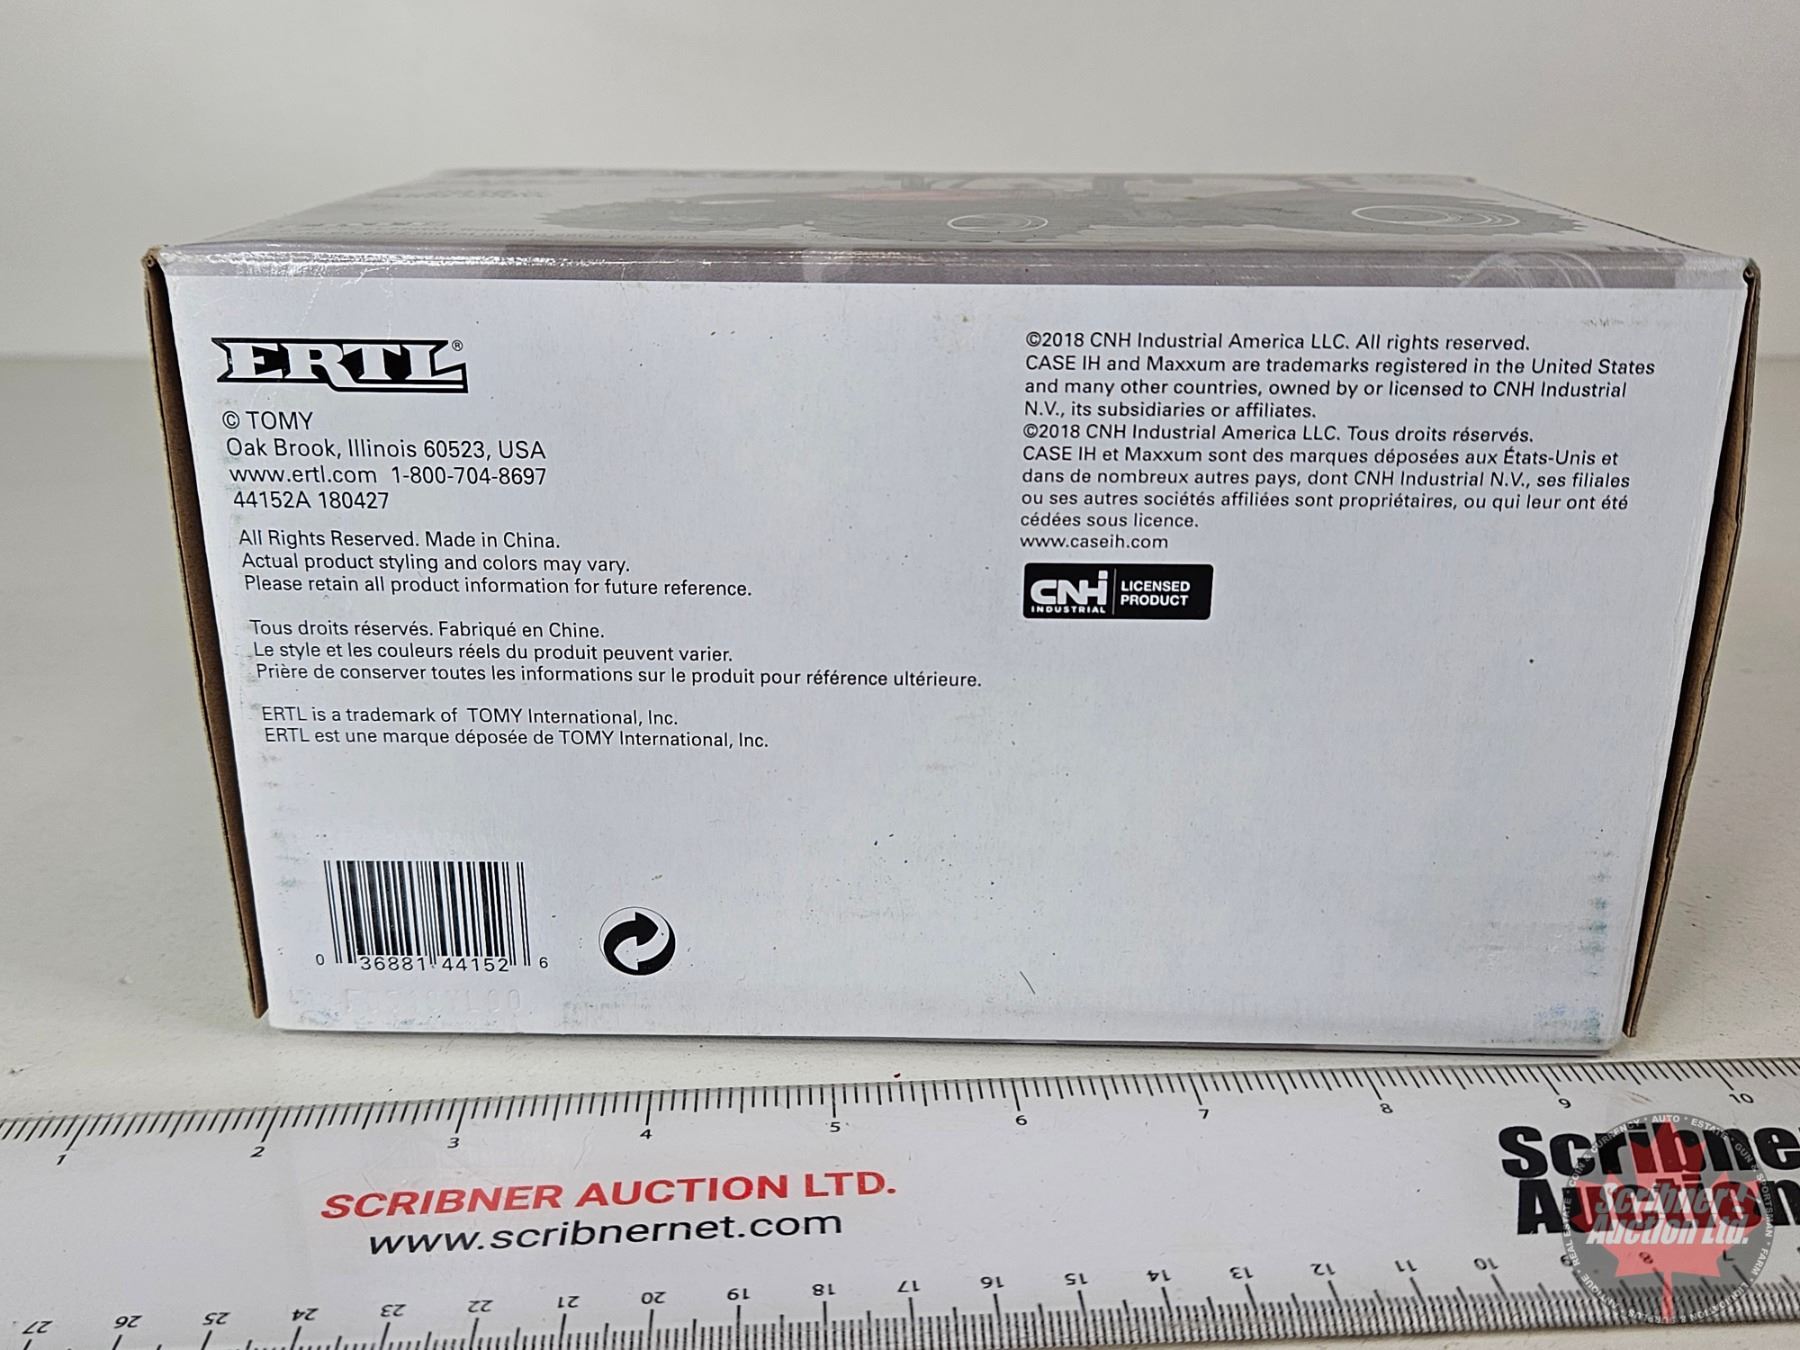 ERTL®
© TOMY
Oak Brook, Illinois 60523, USA
www.ertl.com 1-800-704-8697
44152A 180427
All Rights Reserved. Made in China.
Actual product styling and colors may vary.
Please retain all product information for future reference.
Tous droits réservés. Fabriqué en Chine.
Le style et les couleurs réels du produit peuvent varier.
Prière de conserver toutes les informations sur le produit pour référence ultérieure.
ERTL is a trademark of TOMY International, Inc.
ERTL est une marque déposée de TOMY International, Inc.
0 36881 44152 6
©2018 CNH Industrial America LLC. All rights reserved.
CASE IH and Maxxum are trademarks registered in the United States
and many other countries, owned by or licensed to CNH Industrial
N.V., its subsidiaries or affiliates.
©2018 CNH Industrial America LLC. Tous droits réservés.
CASE IH et Maxxum sont des marques déposées aux États-Unis et
dans de nombreux autres pays, dont CNH Industrial N.V., ses filiales
ou ses autres sociétés affiliées sont propriétaires, ou qui leur ont été
cédées sous licence.
www.caseih.com
CNH INDUSTRIAL
LICENSED
PRODUCT
1 2 3 4 5 6 7 8 9 10
SCRIBNER AUCTION LTD.
www.scribnernet.com
Scribner
Auction
Scribner
Auction Ltd.
27 26 25 24 23 22 21 20 19 18 17 16 15 14 13 12 11 10 9 8 7